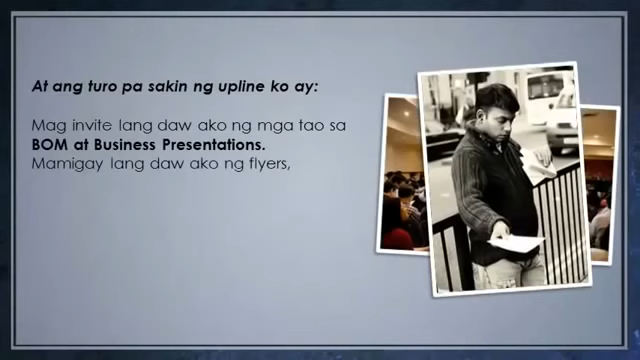 At ang turo pa sakin ng upline ko ay:
Mag invite lang daw ako ng mga tao sa
BOM at Business Presentations.
Mamigay lang daw ako ng flyers,